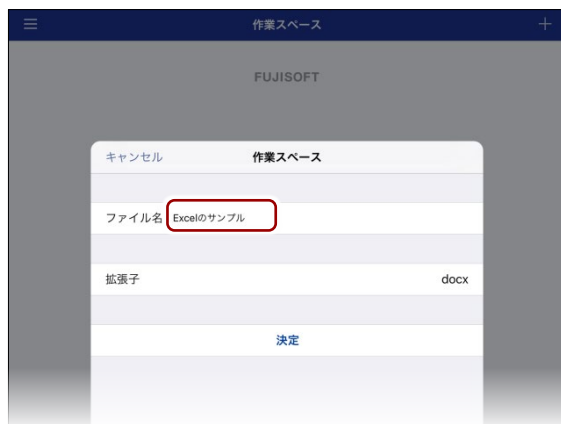 作業スペース
FUJISOFT
キャンセル 作業スペース
ファイル名 Excelのサンプル
拡張子 docx
決定